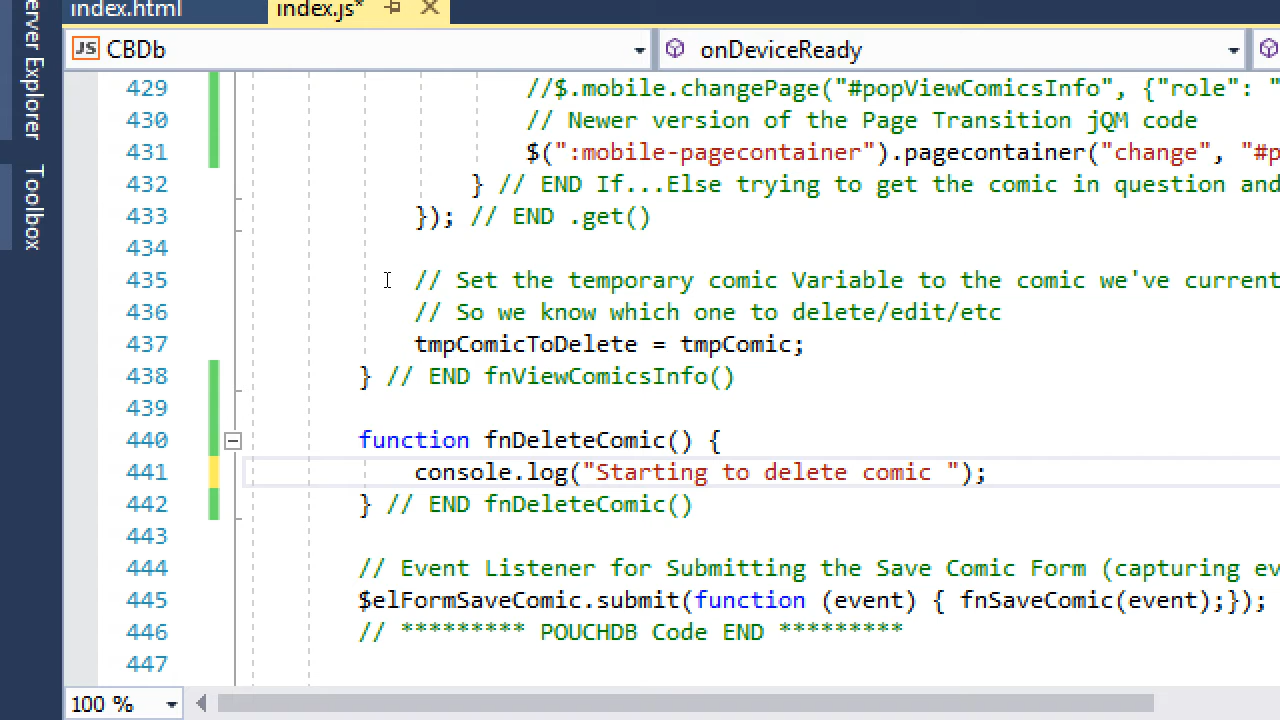 index.html index.js*
erver Explorer
Toolbox
JS CBDb onDeviceReady
429 //$.mobile.changePage("#popViewComicsInfo", {"role": "
430 // Newer version of the Page Transition jQM code
431 $(":mobile-pagecontainer").pagecontainer("change", "#p
432 } // END If...Else trying to get the comic in question and
433 }); // END .get()
434
435 // Set the temporary comic Variable to the comic we've current
436 // So we know which one to delete/edit/etc
437 tmpComicToDelete = tmpComic;
438 } // END fnViewComicsInfo()
439
440 function fnDeleteComic() {
441 console.log("Starting to delete comic ");
442 } // END fnDeleteComic()
443
444 // Event Listener for Submitting the Save Comic Form (capturing ev
445 $elFormSaveComic.submit(function (event) { fnSaveComic(event);});
446 // ********* POUCHDB Code END *********
447
100 %